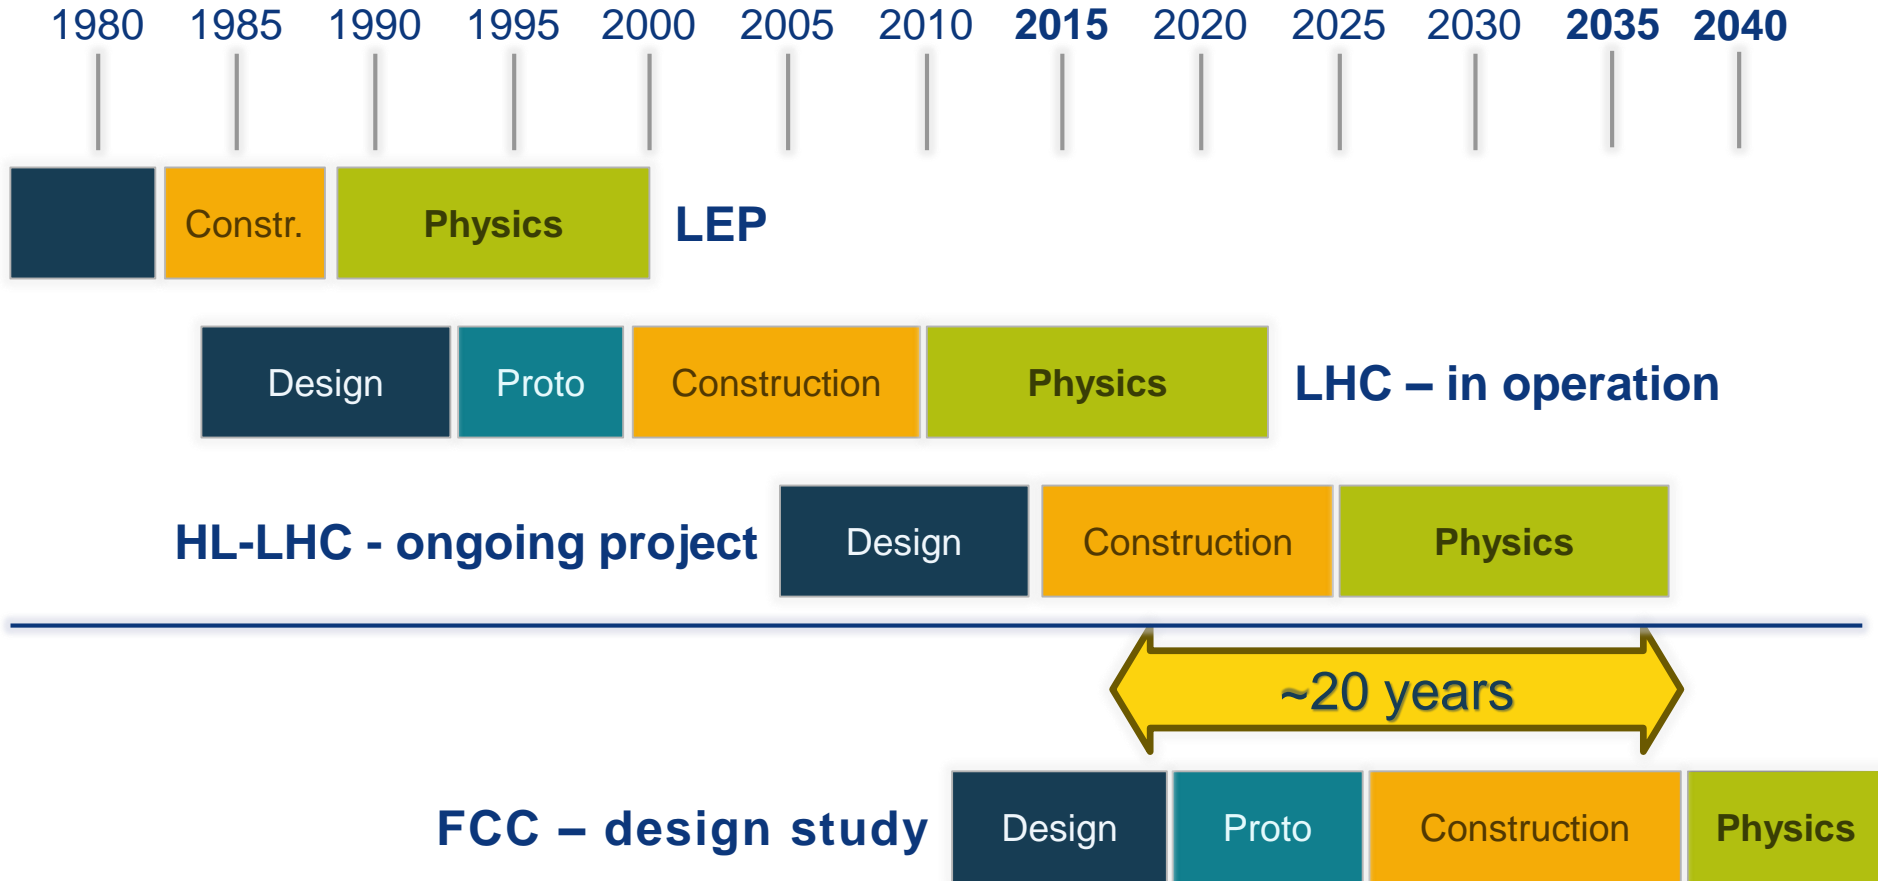 1980 1985 1990 1995 2000 2005 2010 2015 2020 2025 2030 2035 2040
Constr. Physics LEP
Design Proto Construction Physics LHC – in operation
HL-LHC - ongoing project Design Construction Physics
~20 years
FCC – design study Design Proto Construction Physics